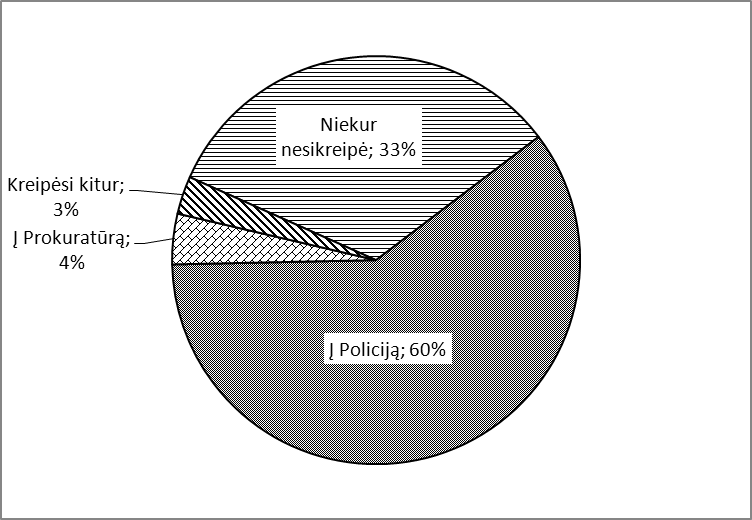 Niekur
nesikreipė; 33%
Kreipėsi kitur;
3%
Į Prokuratūrą;
4%
Į Policiją; 60%